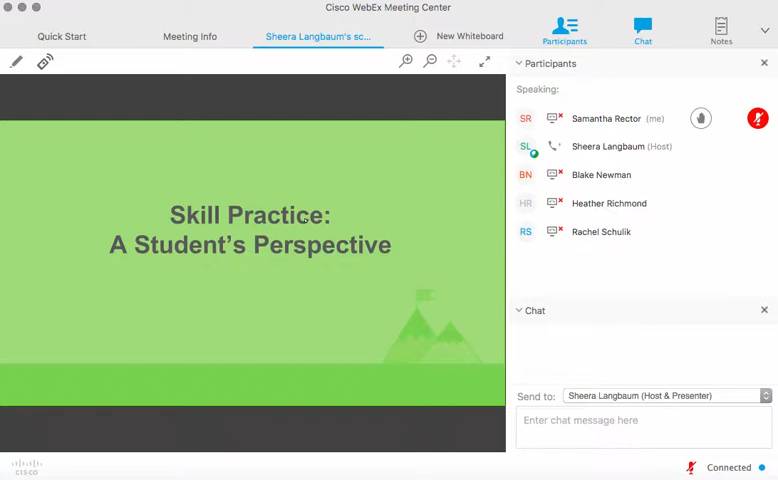 Cisco WebEx Meeting Center
Quick Start
Meeting Info
Sheera Langbaum's sc...
New Whiteboard
Participants
Chat
Notes
Participants
Speaking:
SR Samantha Rector (me)
SL Sheera Langbaum (Host)
BN Blake Newman
HR Heather Richmond
RS Rachel Schulik
Skill Practice:
A Student's Perspective
Chat
Send to: Sheera Langbaum (Host & Presenter)
Enter chat message here
CISCO
Connected